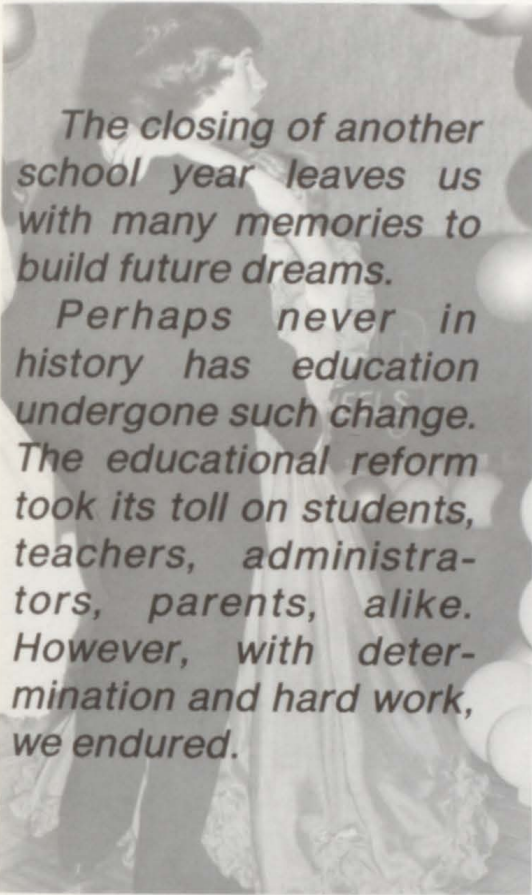 The closing of another
school year leaves us
with many memories to
build future dreams.
Perhaps never in
history has education
undergone such change.
The educational reform
took its toll on students,
teachers, administra-
tors, parents, alike.
However, with deter-
mination and hard work,
we endured.